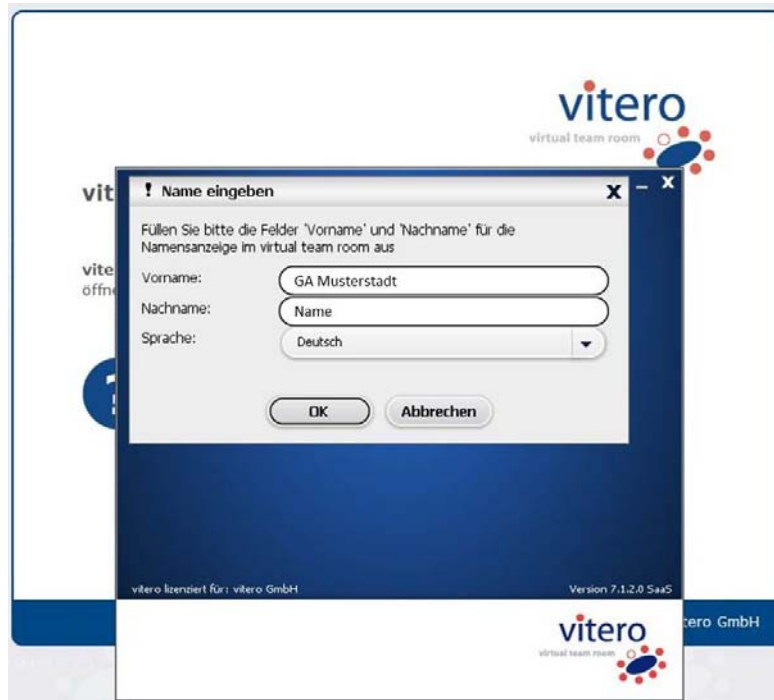 vitero
virtual team room
vit
! Name eingeben
X
X
Füllen Sie bitte die Felder 'Vorname' und 'Nachname' für die
Namensanzeige im virtual team room aus
vite
öffne
Vorname:
GA Musterstadt
Nachname:
Name
Sprache:
Deutsch
OK
Abbrechen
vitero lizenziert für: vitero GmbH
Version 7.1.2.0 SaaS
tero GmbH
vitero
virtual team room